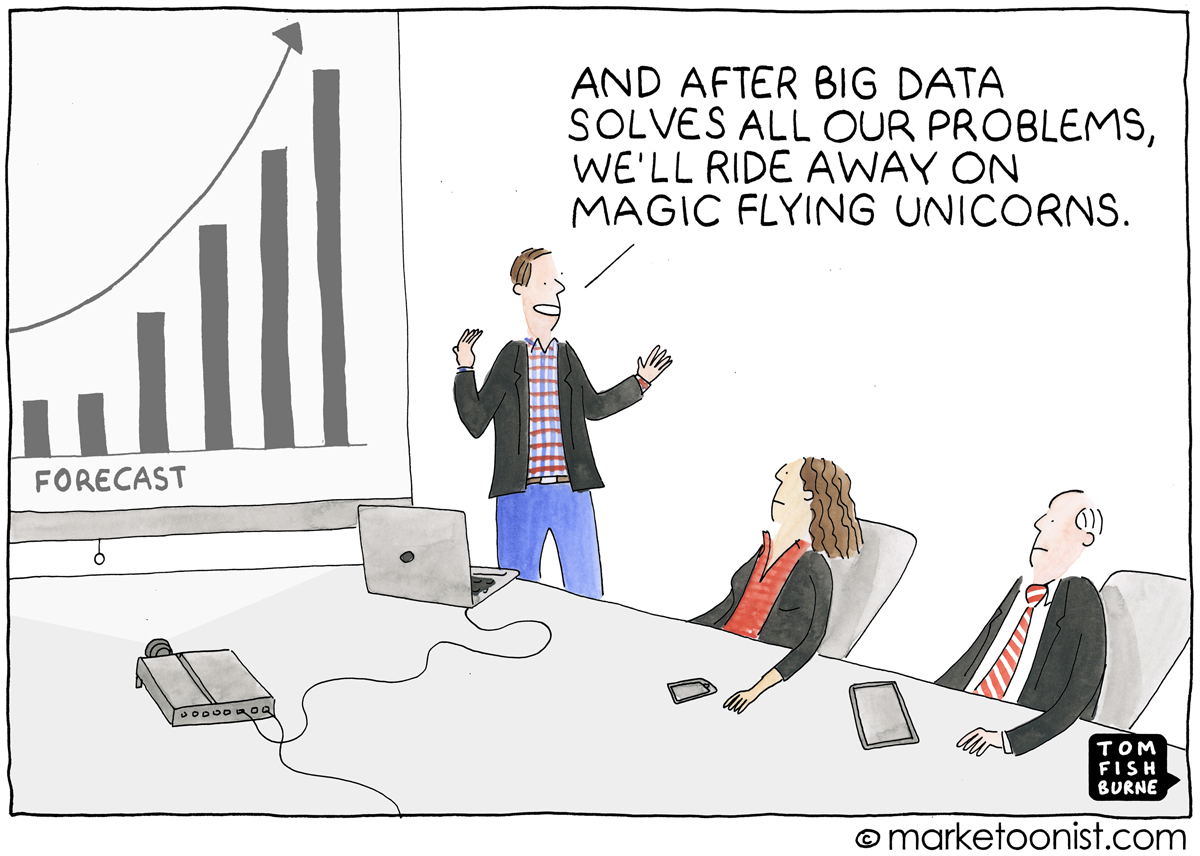 AND AFTER BIG DATA
SOLVES ALL OUR PROBLEMS,
WE'LL RIDE AWAY ON
MAGIC FLYING UNICORNS.
FORECAST
TOM
FISH
BURNE
© marketoonist.com